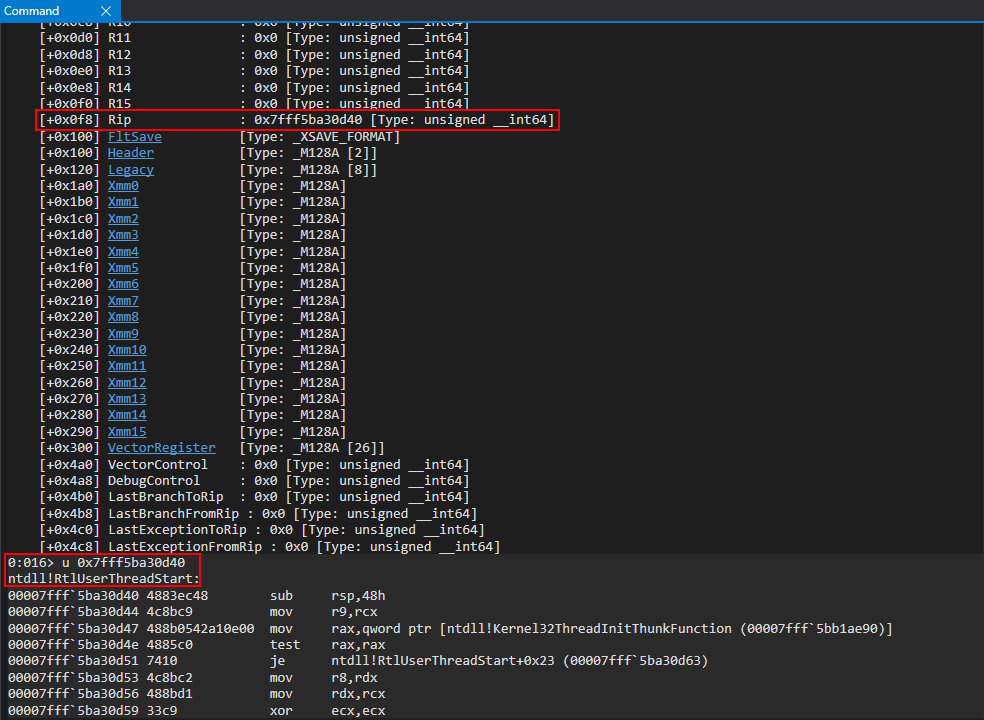 Command
[+0x0c8] R10 : 0x0 [Type: unsigned __int64]
[+0x0d0] R11 : 0x0 [Type: unsigned __int64]
[+0x0d8] R12 : 0x0 [Type: unsigned __int64]
[+0x0e0] R13 : 0x0 [Type: unsigned __int64]
[+0x0e8] R14 : 0x0 [Type: unsigned __int64]
[+0x0f0] R15 : 0x0 [Type: unsigned __int64]
[+0x0f8] Rip : 0x7fff5ba30d40 [Type: unsigned __int64]
[+0x100] FltSave [Type: _XSAVE_FORMAT]
[+0x100] Header [Type: _M128A [2]]
[+0x120] Legacy [Type: _M128A [8]]
[+0x1a0] Xmm0 [Type: _M128A]
[+0x1b0] Xmm1 [Type: _M128A]
[+0x1c0] Xmm2 [Type: _M128A]
[+0x1d0] Xmm3 [Type: _M128A]
[+0x1e0] Xmm4 [Type: _M128A]
[+0x1f0] Xmm5 [Type: _M128A]
[+0x200] Xmm6 [Type: _M128A]
[+0x210] Xmm7 [Type: _M128A]
[+0x220] Xmm8 [Type: _M128A]
[+0x230] Xmm9 [Type: _M128A]
[+0x240] Xmm10 [Type: _M128A]
[+0x250] Xmm11 [Type: _M128A]
[+0x260] Xmm12 [Type: _M128A]
[+0x270] Xmm13 [Type: _M128A]
[+0x280] Xmm14 [Type: _M128A]
[+0x290] Xmm15 [Type: _M128A]
[+0x300] VectorRegister [Type: _M128A [26]]
[+0x4a0] VectorControl : 0x0 [Type: unsigned __int64]
[+0x4a8] DebugControl : 0x0 [Type: unsigned __int64]
[+0x4b0] LastBranchToRip : 0x0 [Type: unsigned __int64]
[+0x4b8] LastBranchFromRip : 0x0 [Type: unsigned __int64]
[+0x4c0] LastExceptionToRip : 0x0 [Type: unsigned __int64]
[+0x4c8] LastExceptionFromRip : 0x0 [Type: unsigned __int64]
0:016> u 0x7fff5ba30d40
ntdll!RtlUserThreadStart:
00007fff`5ba30d40 4883ec48 sub rsp,48h
00007fff`5ba30d44 4c8bc9 mov r9,rcx
00007fff`5ba30d47 488b0542a10e00 mov rax,qword ptr [ntdll!Kernel32ThreadInitThunkFunction (00007fff`5bb1ae90)]
00007fff`5ba30d4e 4885c0 test rax,rax
00007fff`5ba30d51 7410 je ntdll!RtlUserThreadStart+0x23 (00007fff`5ba30d63)
00007fff`5ba30d53 4c8bc2 mov r8,rdx
00007fff`5ba30d56 488bd1 mov rdx,rcx
00007fff`5ba30d59 33c9 xor ecx,ecx